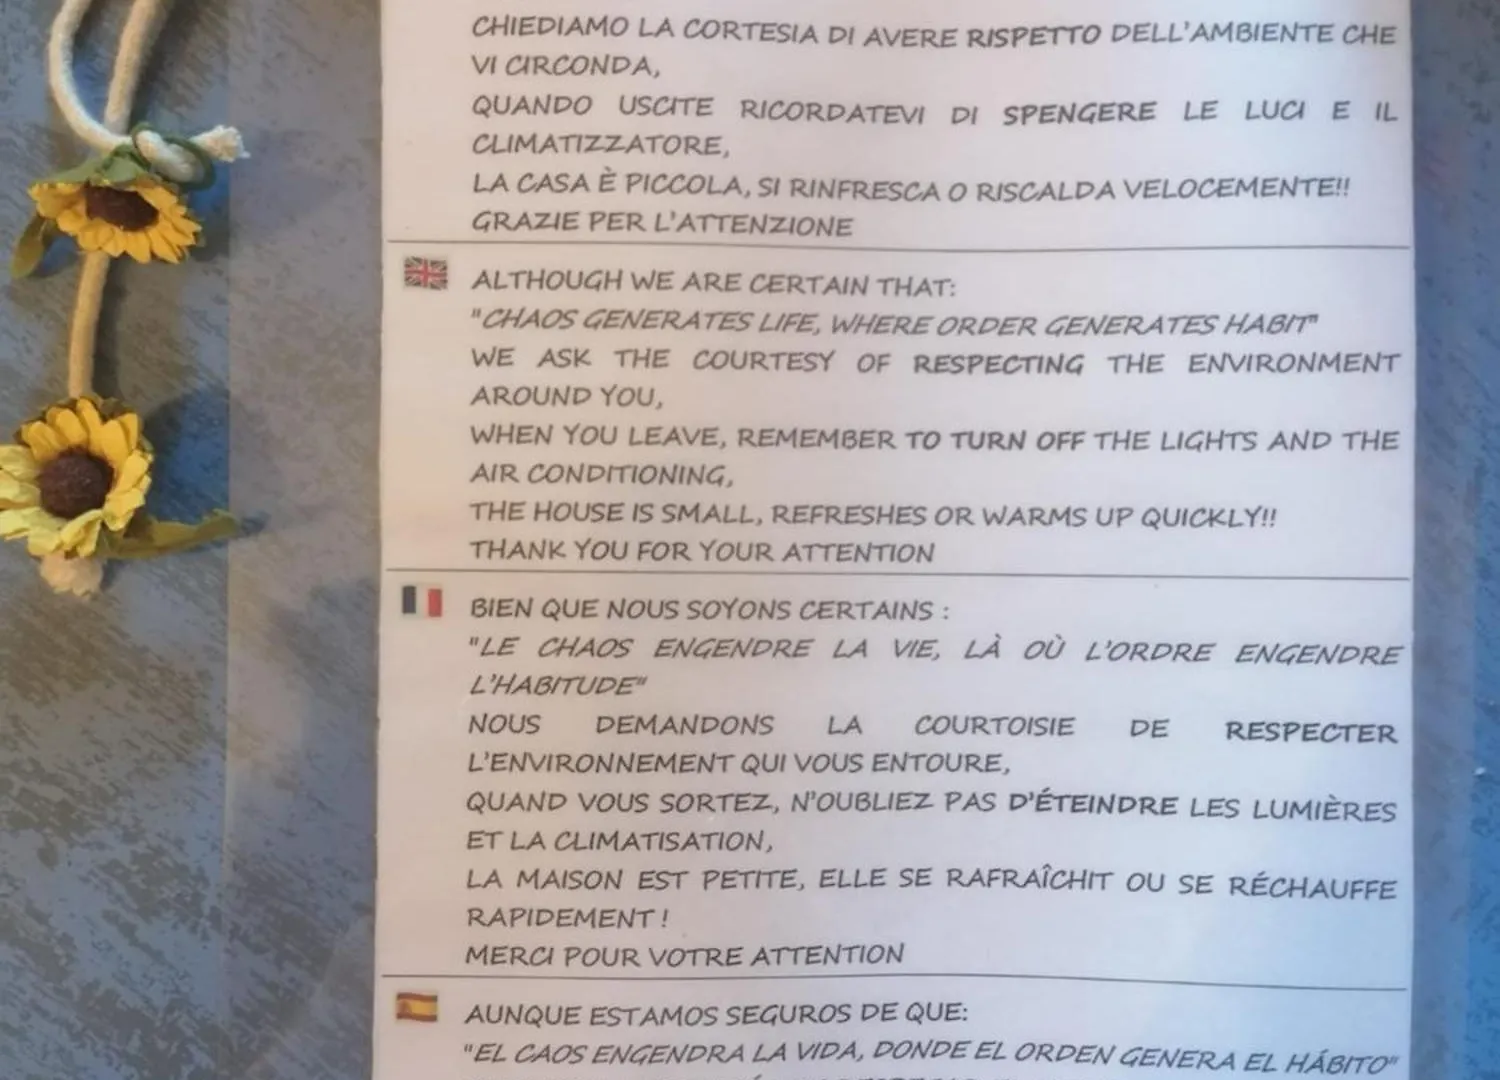 CHIEDIAMO LA CORTESIA DI AVERE RISPETTO DELL'AMBIENTE CHE
VI CIRCONDA,
QUANDO USCITE RICORDATEVI DI SPENGERE LE LUCI E IL
CLIMATIZZATORE,
LA CASA È PICCOLA, SI RINFRESCA O RISCALDA VELOCEMENTE!!
GRAZIE PER L'ATTENZIONE
ALTHOUGH WE ARE CERTAIN THAT:
"CHAOS GENERATES LIFE, WHERE ORDER GENERATES HABIT"
WE ASK THE COURTESY OF RESPECTING THE ENVIRONMENT
AROUND YOU,
WHEN YOU LEAVE, REMEMBER TO TURN OFF THE LIGHTS AND THE
AIR CONDITIONING,
THE HOUSE IS SMALL, REFRESHES OR WARMS UP QUICKLY!!
THANK YOU FOR YOUR ATTENTION
BIEN QUE NOUS SOYONS CERTAINS :
"LE CHAOS ENGENDRE LA VIE, LÀ OÙ L'ORDRE ENGENDRE
L'HABITUDE"
NOUS DEMANDONS LA COURTOISIE DE RESPECTER
L'ENVIRONNEMENT QUI VOUS ENTOURE,
QUAND VOUS SORTEZ, N'OUBLIEZ PAS D'ÉTEINDRE LES LUMIÈRES
ET LA CLIMATISATION,
LA MAISON EST PETITE, ELLE SE RAFRAÎCHIT OU SE RÉCHAUFFE
RAPIDEMENT !
MERCI POUR VOTRE ATTENTION
AUNQUE ESTAMOS SEGUROS DE QUE:
"EL CAOS ENGENDRA LA VIDA, DONDE EL ORDEN GENERA EL HÁBITO"